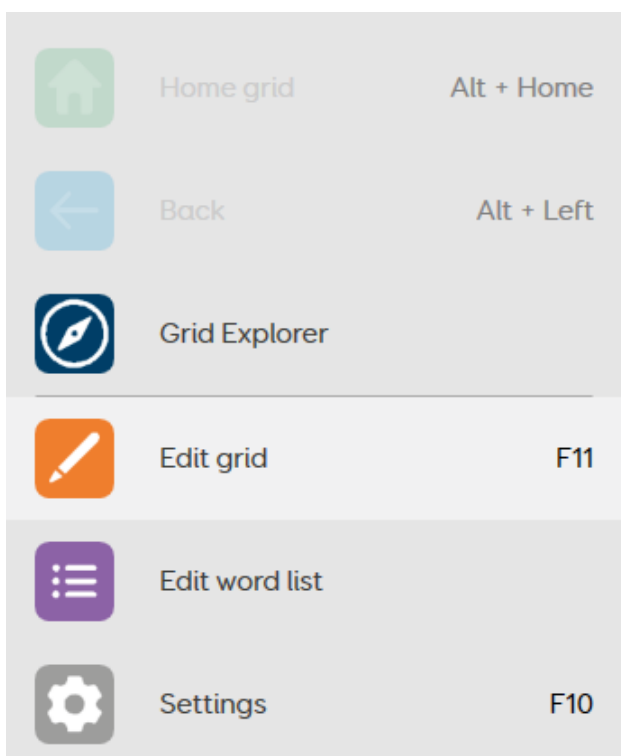 Home grid Alt + Home
Back Alt + Left
Grid Explorer
Edit grid F11
Edit word list
Settings F10